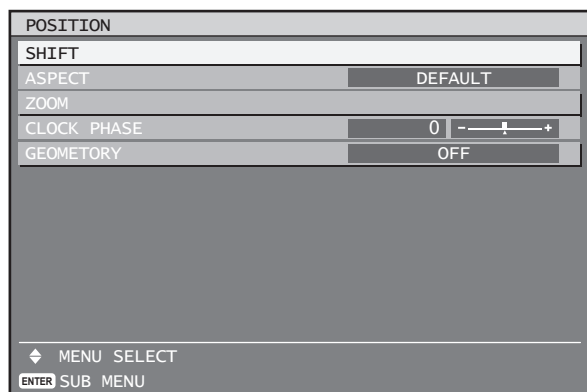 POSITION
SHIFT
ASPECT DEFAULT
ZOOM
CLOCK PHASE 0 - +
GEOMETORY OFF
MENU SELECT
ENTER SUB MENU